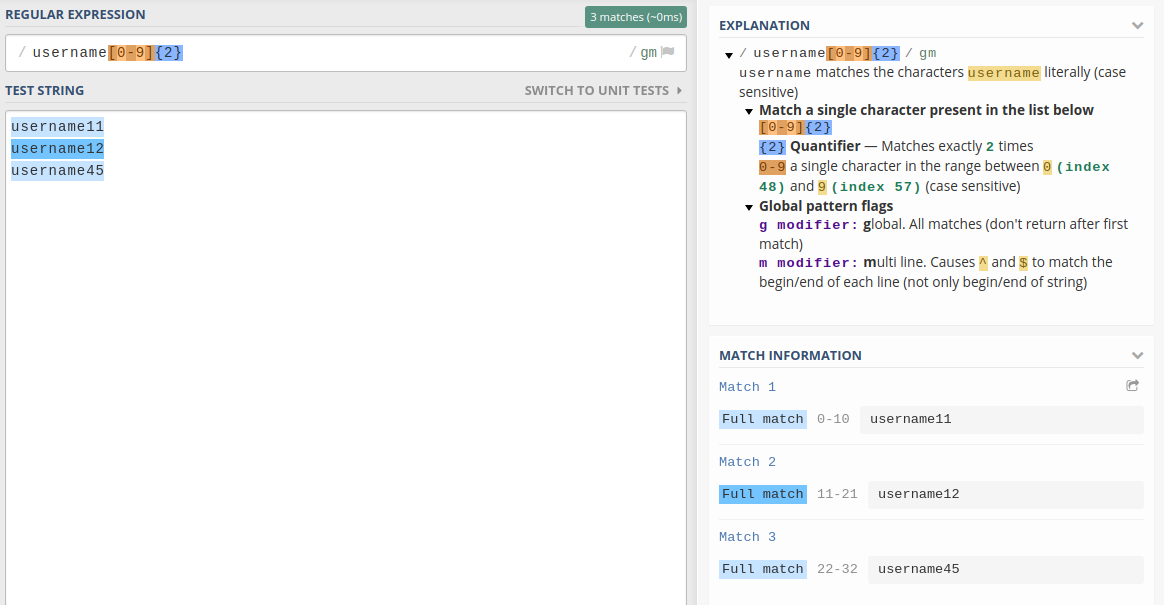 REGULAR EXPRESSION
3 matches (~0ms)
/ username[0-9]{2}
/ gm
TEST STRING
SWITCH TO UNIT TESTS
username11
username12
username45
EXPLANATION
/ username[0-9]{2} / gm
username matches the characters username literally (case
sensitive)
Match a single character present in the list below
[0-9]{2}
{2} Quantifier — Matches exactly 2 times
0-9 a single character in the range between 0 (index
48) and 9 (index 57) (case sensitive)
Global pattern flags
g modifier: global. All matches (don't return after first
match)
m modifier: multi line. Causes ^ and $ to match the
begin/end of each line (not only begin/end of string)
MATCH INFORMATION
Match 1
Full match 0-10 username11
Match 2
Full match 11-21 username12
Match 3
Full match 22-32 username45